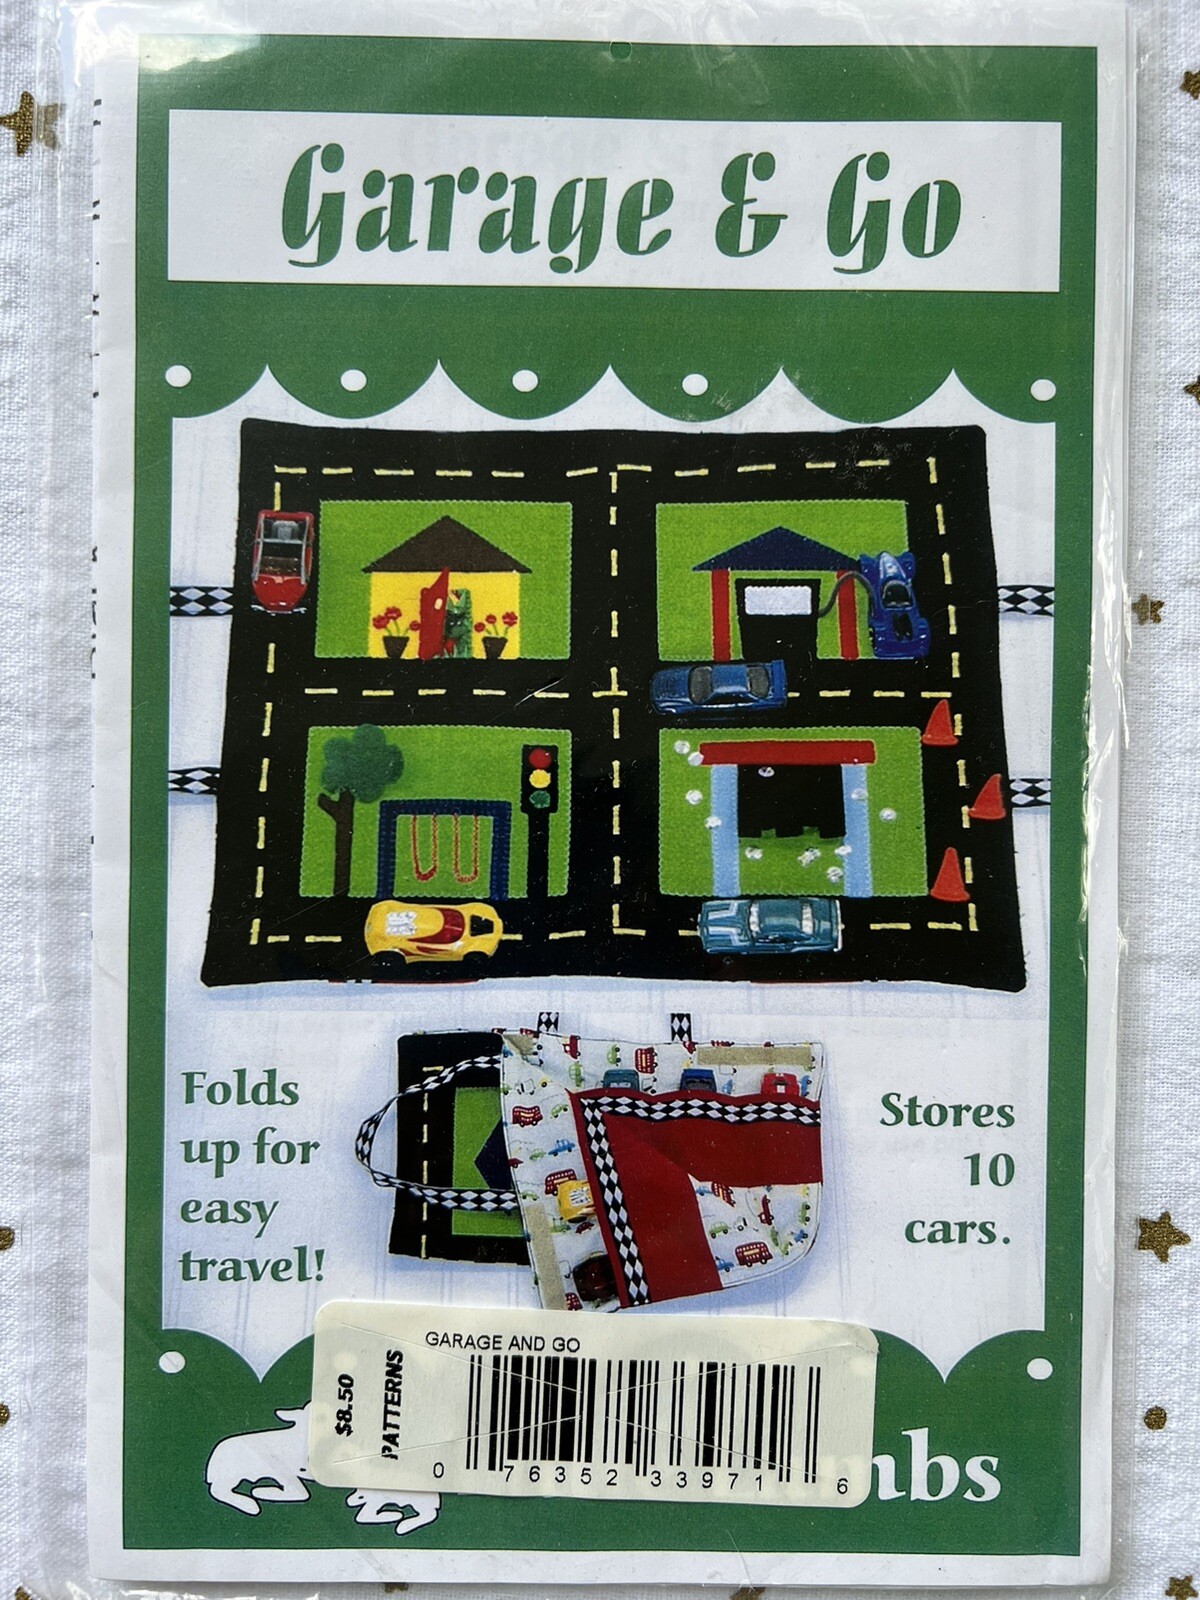 Garage & Go
Folds
up for
easy
travel!
Stores
10
cars.
GARAGE AND GO
$8.50
PATTERNS
0 76352 33971 6